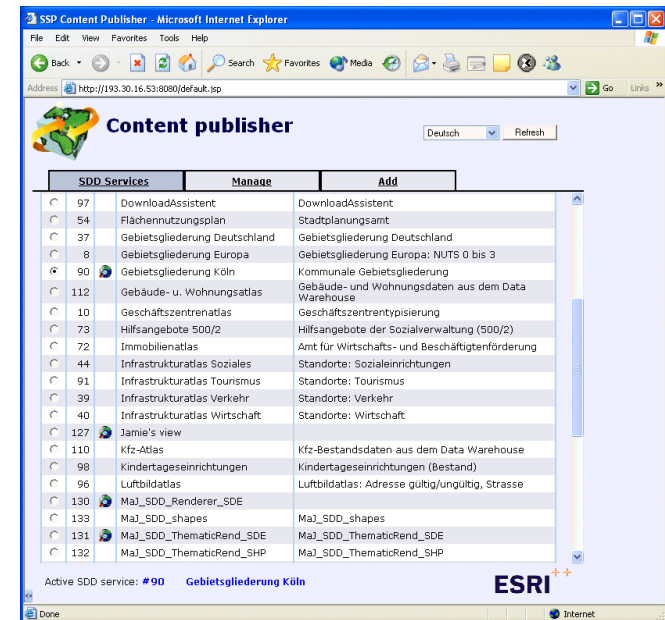 SSP Content Publisher - Microsoft Internet Explorer
File Edit View Favorites Tools Help
Back Search Favorites Media
Address http://193.30.16.53:8080/default.jsp Go Links »
Content publisher
Deutsch Refresh
SDD Services Manage Add
97 DownloadAssistent DownloadAssistent
54 Flächennutzungsplan Stadtplanungsamt
37 Gebietsgliederung Deutschland Gebietsgliederung Deutschland
8 Gebietsgliederung Europa Gebietsgliederung Europa: NUTS 0 bis 3
90 Gebietsgliederung Köln Kommunale Gebietsgliederung
112 Gebäude- u. Wohnungsatlas Gebäude- und Wohnungsdaten aus dem Data
Warehouse
10 Geschäftszentrenatlas Geschäftszentrentypisierung
73 Hilfsangebote 500/2 Hilfsangebote der Sozialverwaltung (500/2)
72 Immobilienatlas Amt für Wirtschafts- und Beschäftigtenförderung
44 Infrastrukturatlas Soziales Standorte: Sozialeinrichtungen
91 Infrastrukturatlas Tourismus Standorte: Tourismus
39 Infrastrukturatlas Verkehr Standorte: Verkehr
40 Infrastrukturatlas Wirtschaft Standorte: Wirtschaft
127 Jamie's view
110 Kfz-Atlas Kfz-Bestandsdaten aus dem Data Warehouse
98 Kindertageseinrichtungen Kindertageseinrichtungen (Bestand)
96 Luftbildatlas Luftbildatlas: Adresse gültig/ungültig, Strasse
130 MaJ_SDD_Renderer_SDE
133 MaJ_SDD_shapes MaJ_SDD_shapes
131 MaJ_SDD_ThematicRend_SDE MaJ_SDD_ThematicRend_SDE
132 MaJ_SDD_ThematicRend_SHP MaJ_SDD_ThematicRend_SHP
Active SDD service: #90 Gebietsgliederung Köln ESRI
Done Internet